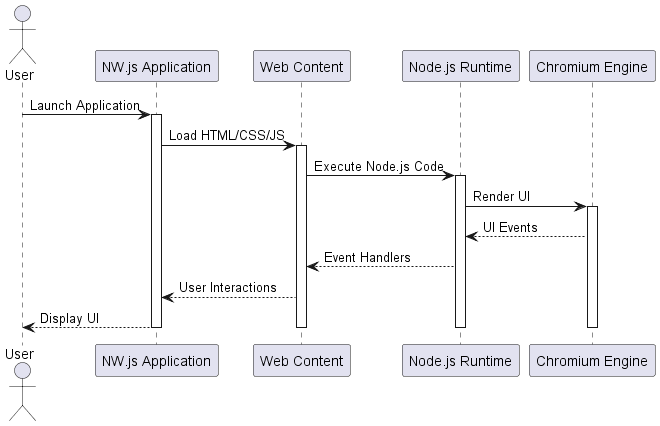 User
NW.js Application
Web Content
Node.js Runtime
Chromium Engine
Launch Application
Load HTML/CSS/JS
Execute Node.js Code
Render UI
UI Events
Event Handlers
User Interactions
Display UI
User
NW.js Application
Web Content
Node.js Runtime
Chromium Engine